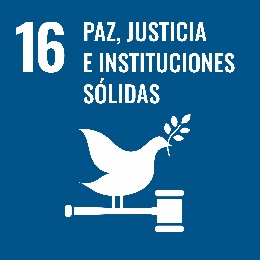 16
PAZ, JUSTICIA
E INSTITUCIONES
SÓLIDAS